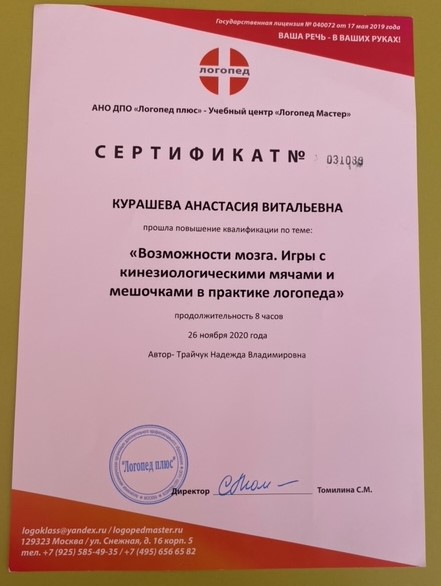 Государственная лицензия № 040072 от 17 мая 2019 года
ВАША РЕЧЬ - В ВАШИХ РУКАХ!
логопед
АНО ДПО «Логопед плюс» - Учебный центр «Логопед Мастер»
СЕРТИФИКАТ №
КУРАШЕВА АНАСТАСИЯ ВИТАЛЬЕВНА
прошла повышение квалификации по теме:
«Возможности мозга. Игры с
кинезиологическими мячами и
мешочками в практике логопеда»
продолжительность 8 часов
26 ноября 2020 года
Автор- Трайчук Надежда Владимировна
"Логопед плюс"
Директор Томилина С.М.
logoklass@yandex.ru / logopedmaster.ru
129323 Москва / ул. Снежная, д. 16 корп. 5
тел. +7 (925) 585-49-35 / +7 (495) 656 65 82